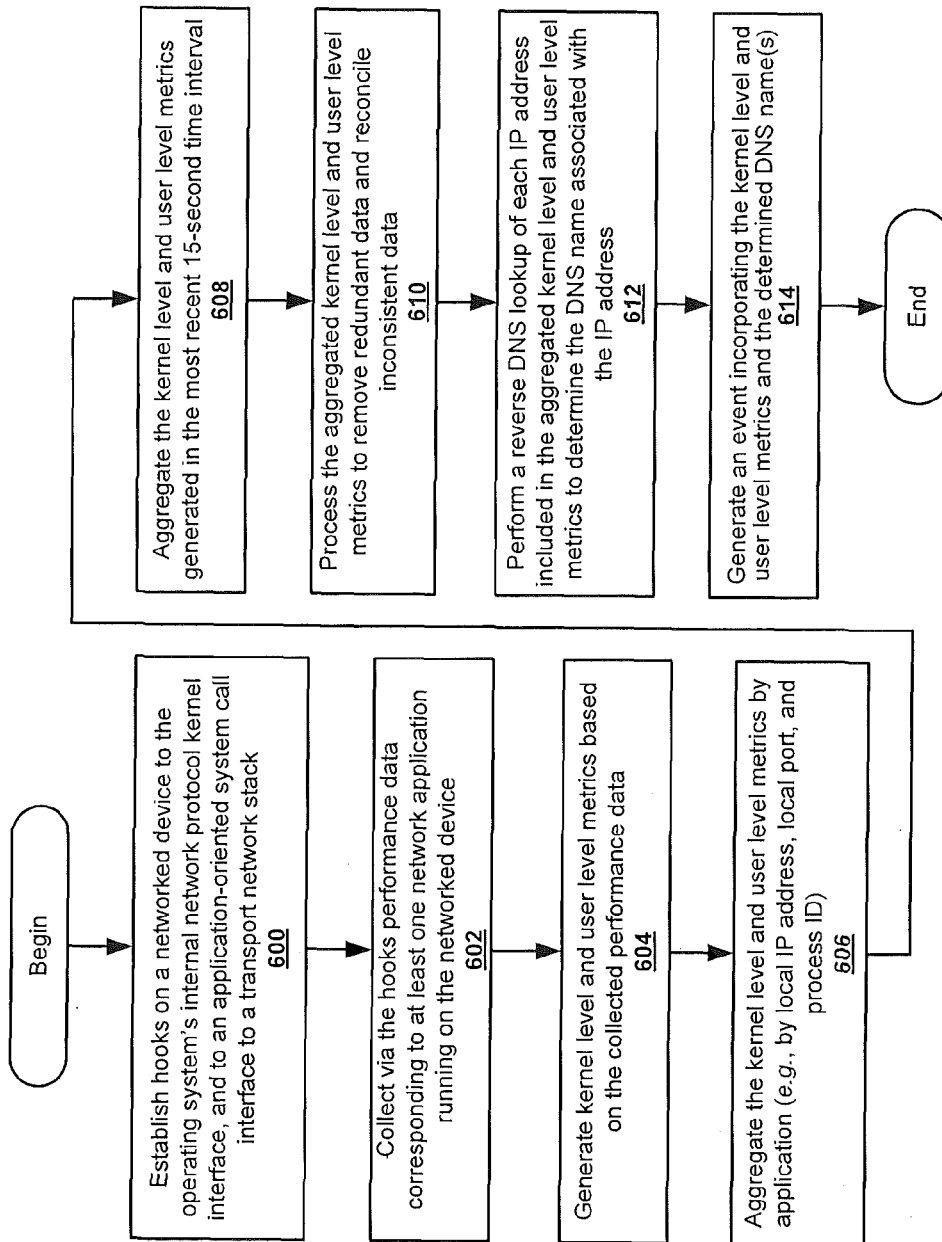 Begin
Establish hooks on a networked device to the
operating system's internal network protocol kernel
interface, and to an application-oriented system call
interface to a transport network stack
600
Collect via the hooks performance data
corresponding to at least one network application
running on the networked device
602
Generate kernel level and user level metrics based
on the collected performance data
604
Aggregate the kernel level and user level metrics by
application (e.g., by local IP address, local port, and
process ID)
606
Aggregate the kernel level and user level metrics
generated in the most recent 15-second time interval
608
Process the aggregated kernel level and user level
metrics to remove redundant data and reconcile
inconsistent data
610
Perform a reverse DNS lookup of each IP address
included in the aggregated kernel level and user level
metrics to determine the DNS name associated with
the IP address
612
Generate an event incorporating the kernel level and
user level metrics and the determined DNS name(s)
614
End